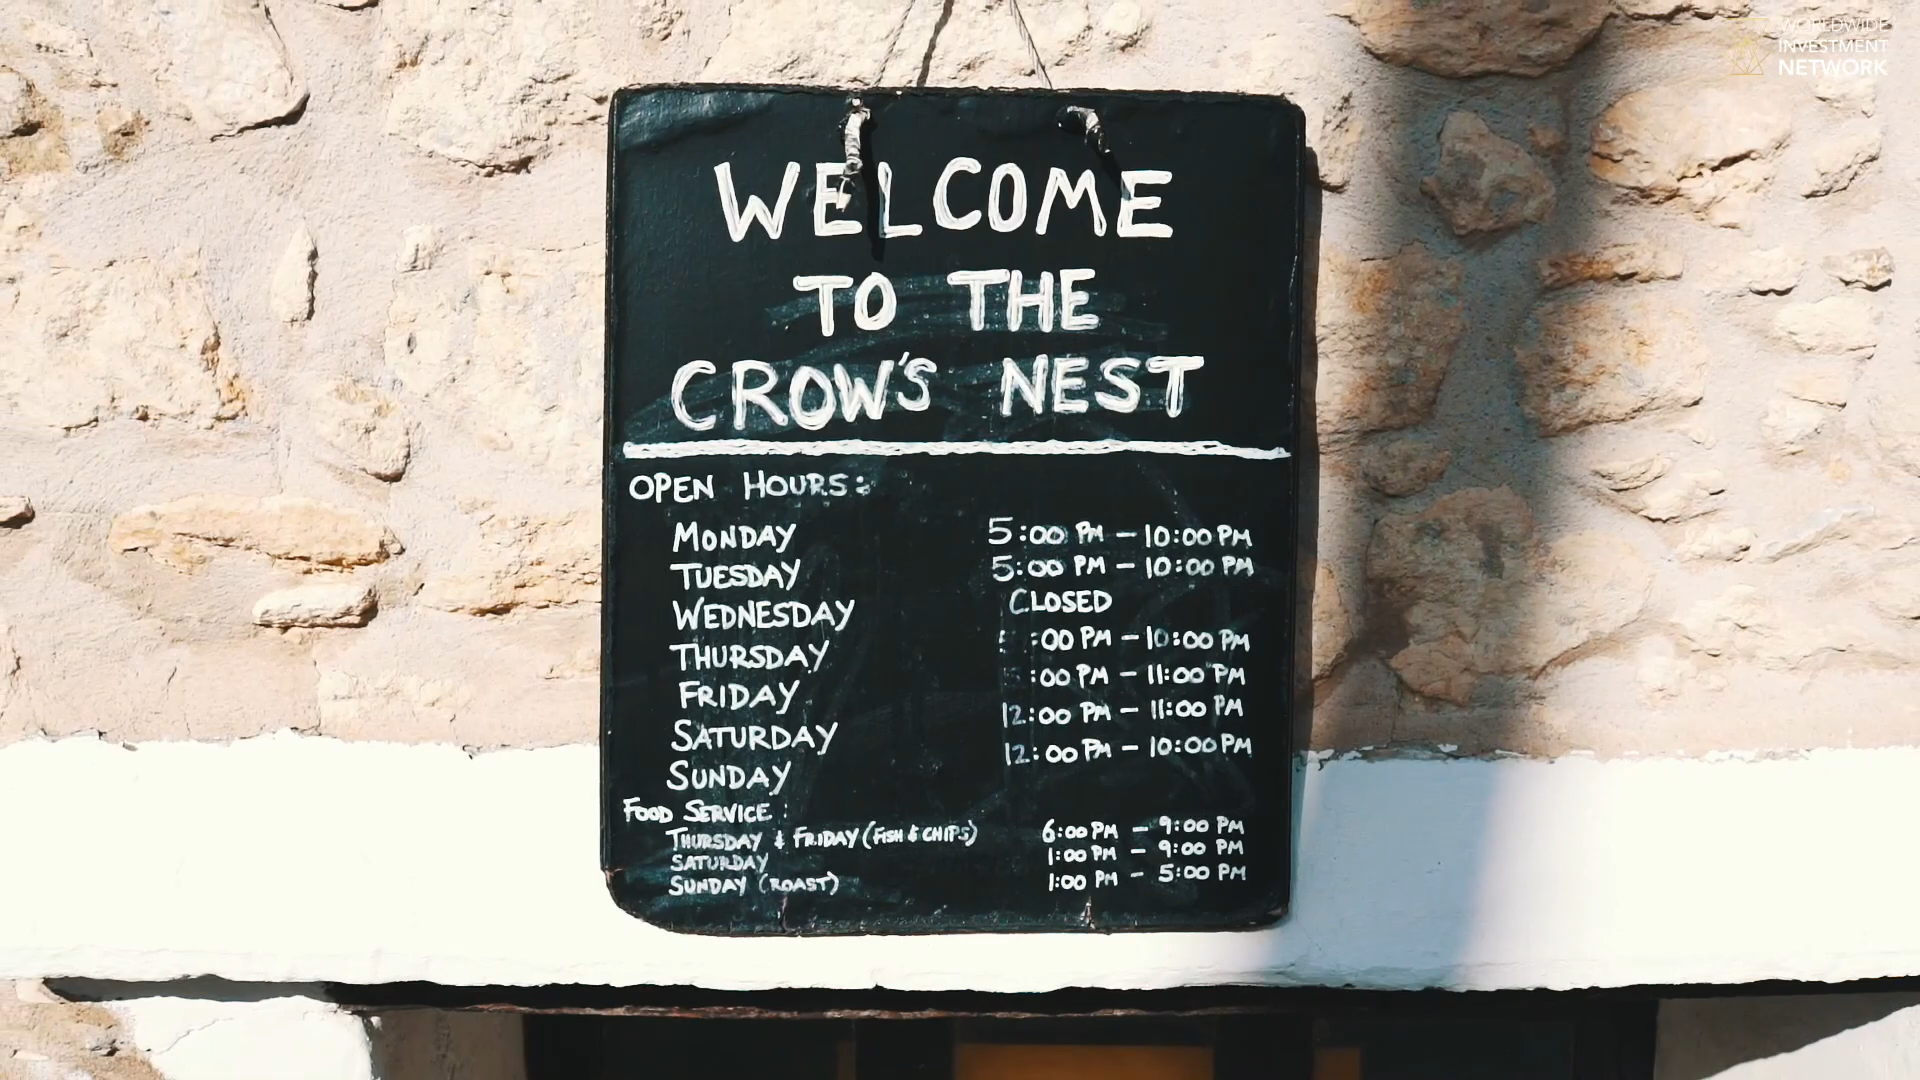 WORLDWIDE
INVESTMENT
NETWORK
WELCOME
TO THE
CROW'S NEST
OPEN HOURS:
MONDAY 5:00 PM – 10:00 PM
TUESDAY 5:00 PM – 10:00 PM
WEDNESDAY CLOSED
THURSDAY :00 PM – 10:00 PM
FRIDAY :00 PM – 11:00 PM
SATURDAY 12:00 PM – 11:00 PM
SUNDAY 12:00 PM – 10:00 PM
FOOD SERVICE:
THURSDAY & FRIDAY (FISH & CHIPS) 6:00 PM – 9:00 PM
SATURDAY 1:00 PM – 9:00 PM
SUNDAY (ROAST) 1:00 PM – 5:00 PM